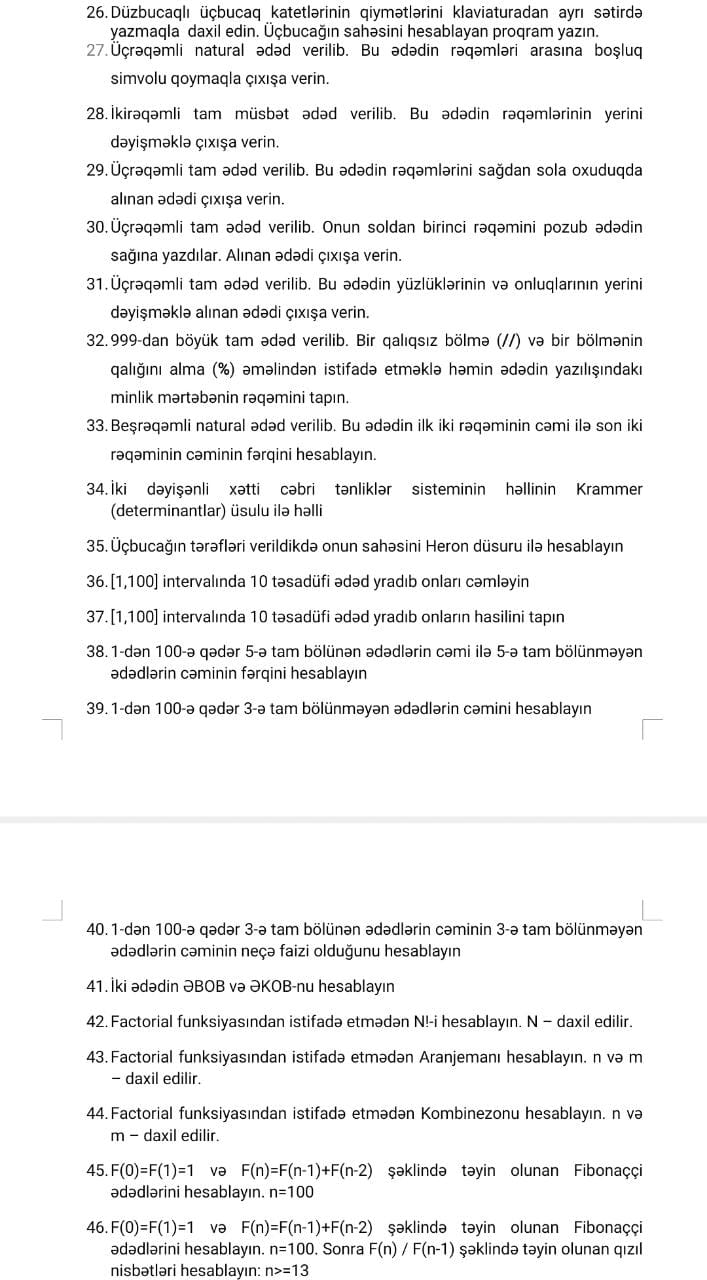 26. Düzbucaqlı üçbucaq katetlərinin qiymətlərini klaviaturadan ayrı sətirdə
yazmaqla daxil edin. Üçbucağın sahəsini hesablayan proqram yazın.
27. Üçrəqəmli natural ədəd verilib. Bu ədədin rəqəmləri arasına boşluq
simvolu qoymaqla çıxışa verin.
28. İkirəqəmli tam müsbət ədəd verilib. Bu ədədin rəqəmlərinin yerini
dəyişməklə çıxışa verin.
29. Üçrəqəmli tam ədəd verilib. Bu ədədin rəqəmlərini sağdan sola oxuduqda
alınan ədədi çıxışa verin.
30. Üçrəqəmli tam ədəd verilib. Onun soldan birinci rəqəmini pozub ədədin
sağına yazdılar. Alınan ədədi çıxışa verin.
31. Üçrəqəmli tam ədəd verilib. Bu ədədin yüzlüklərinin və onluqlarının yerini
dəyişməklə alınan ədədi çıxışa verin.
32. 999-dan böyük tam ədəd verilib. Bir qalıqsız bölmə (//) və bir bölmənin
qalığını alma (%) əməlindən istifadə etməklə həmin ədədin yazılışındakı
minlik mərtəbənin rəqəmini tapın.
33. Beşrəqəmli natural ədəd verilib. Bu ədədin ilk iki rəqəminin cəmi ilə son iki
rəqəminin cəminin fərqini hesablayın.
34. İki dəyişənli xətti cəbri tənliklər sisteminin həllinin Krammer
(determinantlar) üsulu ilə həlli
35. Üçbucağın tərəfləri verildikdə onun sahəsini Heron düsuru ilə hesablayın
36. [1,100] intervalında 10 təsadüfi ədəd yradıb onları cəmləyin
37. [1,100] intervalında 10 təsadüfi ədəd yradıb onların hasilini tapın
38. 1-dən 100-ə qədər 5-ə tam bölünən ədədlərin cəmi ilə 5-ə tam bölünməyən
ədədlərin cəminin fərqini hesablayın
39. 1-dən 100-ə qədər 3-ə tam bölünməyən ədədlərin cəmini hesablayın
40. 1-dən 100-ə qədər 3-ə tam bölünən ədədlərin cəminin 3-ə tam bölünməyən
ədədlərin cəminin neçə faizi olduğunu hesablayın
41. İki ədədin ƏBOB və ƏKOB-nu hesablayın
42. Factorial funksiyasından istifadə etmədən N!-i hesablayın. N – daxil edilir.
43. Factorial funksiyasından istifadə etmədən Aranjemanı hesablayın. n və m
– daxil edilir.
44. Factorial funksiyasından istifadə etmədən Kombinezonu hesablayın. n və
m – daxil edilir.
45. F(0)=F(1)=1 və F(n)=F(n-1)+F(n-2) şəklində təyin olunan Fibonaççi
ədədlərini hesablayın. n=100
46. F(0)=F(1)=1 və F(n)=F(n-1)+F(n-2) şəklində təyin olunan Fibonaççi
ədədlərini hesablayın. n=100. Sonra F(n) / F(n-1) şəklində təyin olunan qızıl
nisbətləri hesablayın: n>=13